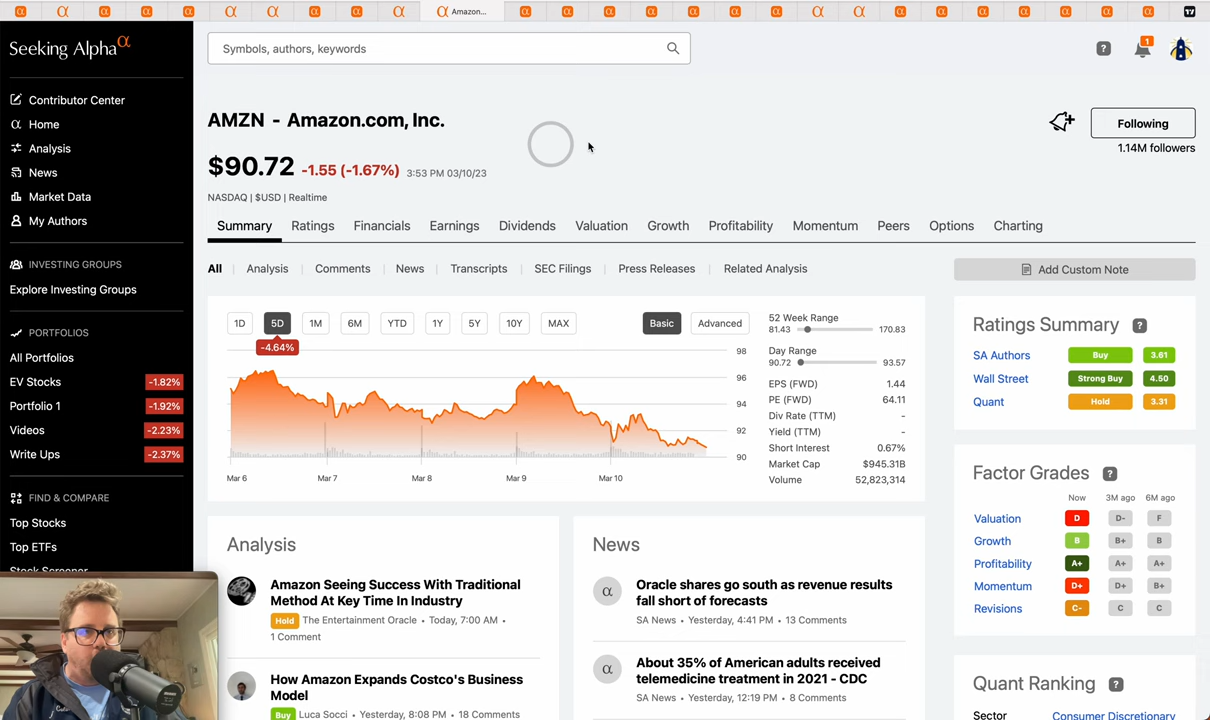 Amazon...
Seeking Alpha α
Symbols, authors, keywords
?
1
Contributor Center
Home
Analysis
News
Market Data
My Authors
INVESTING GROUPS
Explore Investing Groups
PORTFOLIOS
All Portfolios
EV Stocks -1.82%
Portfolio 1 -1.92%
Videos -2.23%
Write Ups -2.37%
FIND & COMPARE
Top Stocks
Top ETFs
Stock Screener
AMZN - Amazon.com, Inc.
Following
1.14M followers
$90.72 -1.55 (-1.67%) 3:53 PM 03/10/23
NASDAQ | $USD | Realtime
Summary Ratings Financials Earnings Dividends Valuation Growth Profitability Momentum Peers Options Charting
All Analysis Comments News Transcripts SEC Filings Press Releases Related Analysis
Add Custom Note
1D 5D 1M 6M YTD 1Y 5Y 10Y MAX Basic Advanced
-4.64%
98
96
94
92
90
Mar 6 Mar 7 Mar 8 Mar 9 Mar 10
52 Week Range
81.43 170.83
Day Range
90.72 93.57
EPS (FWD) 1.44
PE (FWD) 64.11
Div Rate (TTM) -
Yield (TTM) -
Short Interest 0.67%
Market Cap $945.31B
Volume 52,823,314
Ratings Summary ?
SA Authors Buy 3.61
Wall Street Strong Buy 4.50
Quant Hold 3.31
Factor Grades ?
Now 3M ago 6M ago
Valuation D D- F
Growth B B+ B
Profitability A+ A+ A+
Momentum D+ D+ B+
Revisions C- C C
Quant Ranking ?
Sector Consumer Discretionary
Analysis
Amazon Seeing Success With Traditional
Method At Key Time In Industry
Hold The Entertainment Oracle • Today, 7:00 AM •
1 Comment
How Amazon Expands Costco's Business
Model
Buy Luca Socci • Yesterday, 8:08 PM • 18 Comments
News
Oracle shares go south as revenue results
fall short of forecasts
SA News • Yesterday, 4:41 PM • 13 Comments
About 35% of American adults received
telemedicine treatment in 2021 - CDC
SA News • Yesterday, 12:19 PM • 8 Comments